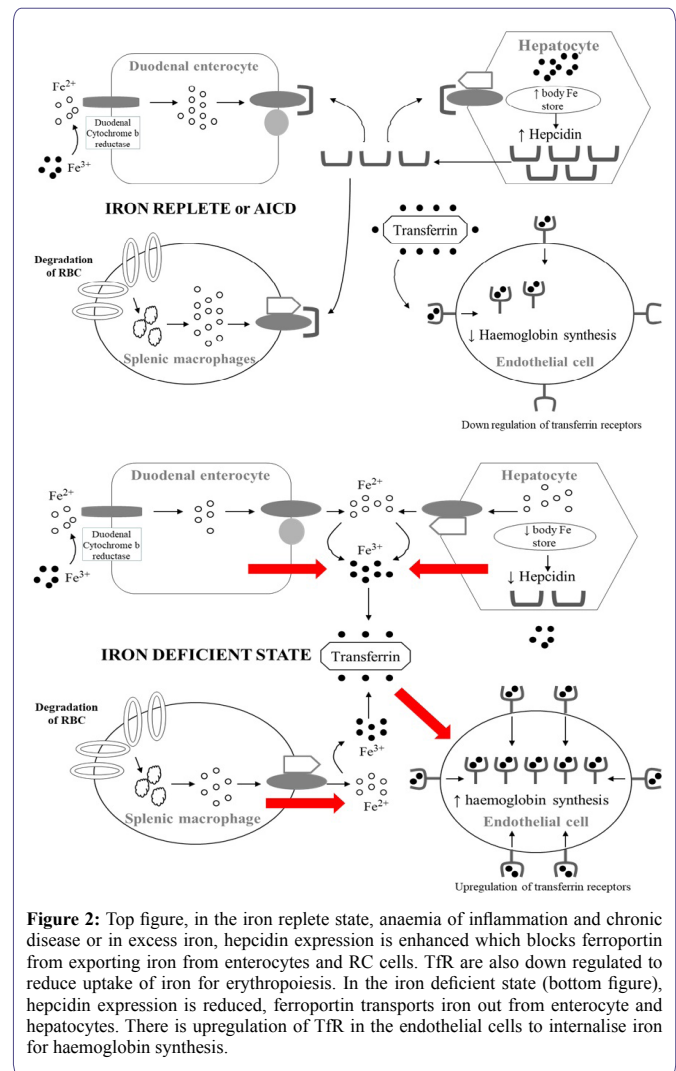 Hepatocyte
Duodenal enterocyte
Fe2+
↑ body Fe
store
Duodenal
Cytochrome b
reductase
↑ Hepcidin
Fe3+
IRON REPLETE or AICD
Transferrin
Degradation
of RBC
↓ Haemoglobin synthesis
Splenic macrophages
Endothelial cell
Down regulation of transferrin receptors
Duodenal enterocyte
Hepatocyte
Fe2+
Fe2+
Duodenal
Cytochrome b
reductase
↓ body Fe
store
Fe3+
Fe3+
↓ Hepcidin
IRON DEFICIENT STATE
Transferrin
Degradation
of RBC
Fe3+
Fe2+
↑ haemoglobin synthesis
Splenic macrophage
Endothelial cell
Upregulation of transferrin receptors
Figure 2: Top figure, in the iron replete state, anaemia of inflammation and chronic
disease or in excess iron, hepcidin expression is enhanced which blocks ferroportin
from exporting iron from enterocytes and RC cells. TfR are also down regulated to
reduce uptake of iron for erythropoiesis. In the iron deficient state (bottom figure),
hepcidin expression is reduced, ferroportin transports iron out from enterocyte and
hepatocytes. There is upregulation of TfR in the endothelial cells to internalise iron
for haemoglobin synthesis.